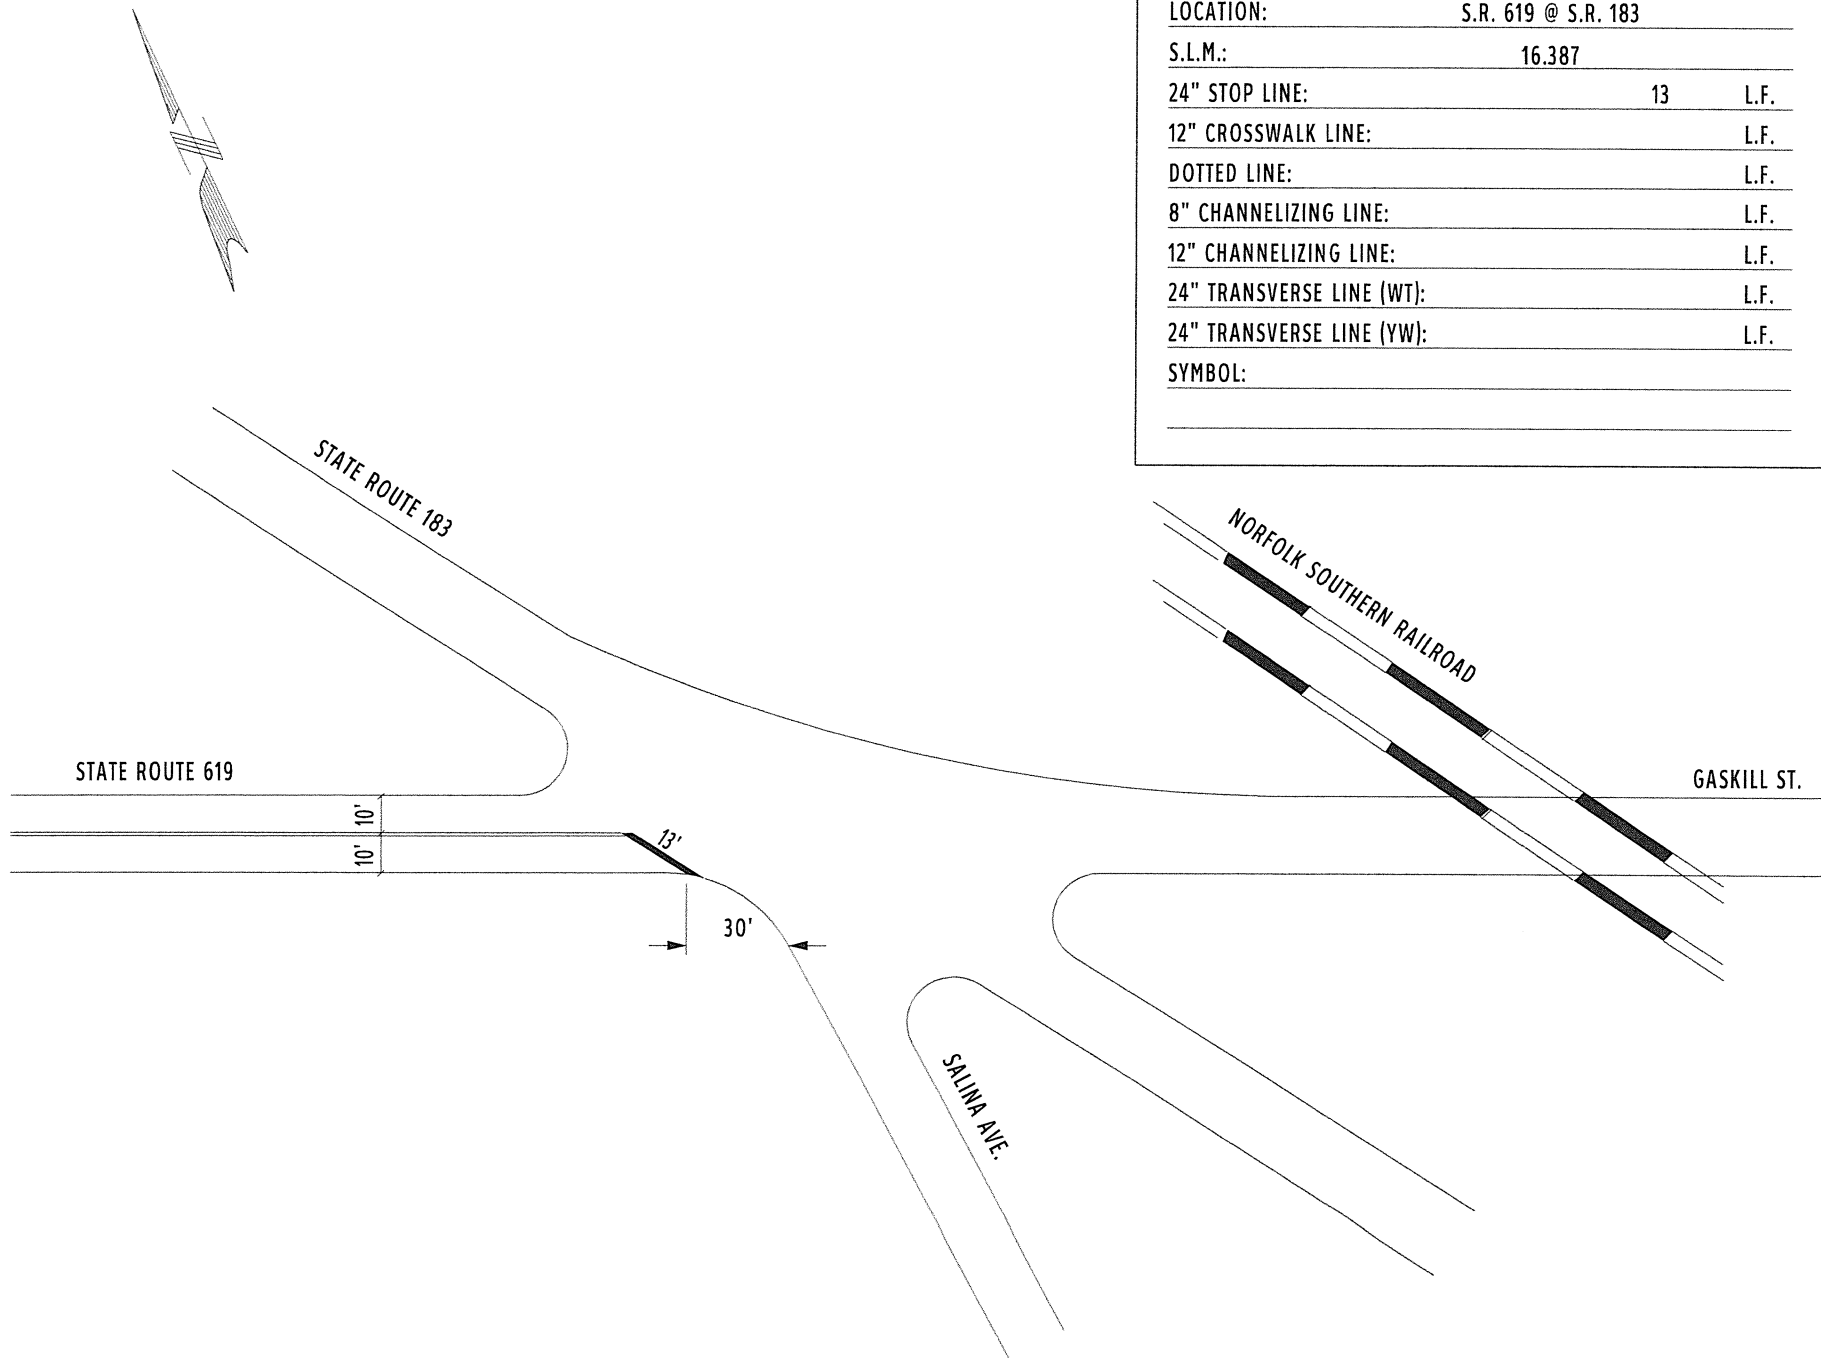 LOCATION: S.R. 619 @ S.R. 183
S.L.M.: 16.387
24" STOP LINE: 13 L.F.
12" CROSSWALK LINE: L.F.
DOTTED LINE: L.F.
8" CHANNELIZING LINE: L.F.
12" CHANNELIZING LINE: L.F.
24" TRANSVERSE LINE (WT): L.F.
24" TRANSVERSE LINE (YW): L.F.
SYMBOL:
N
STATE ROUTE 183
NORFOLK SOUTHERN RAILROAD
STATE ROUTE 619
GASKILL ST.
10'
10'
13'
30'
SALINA AVE.